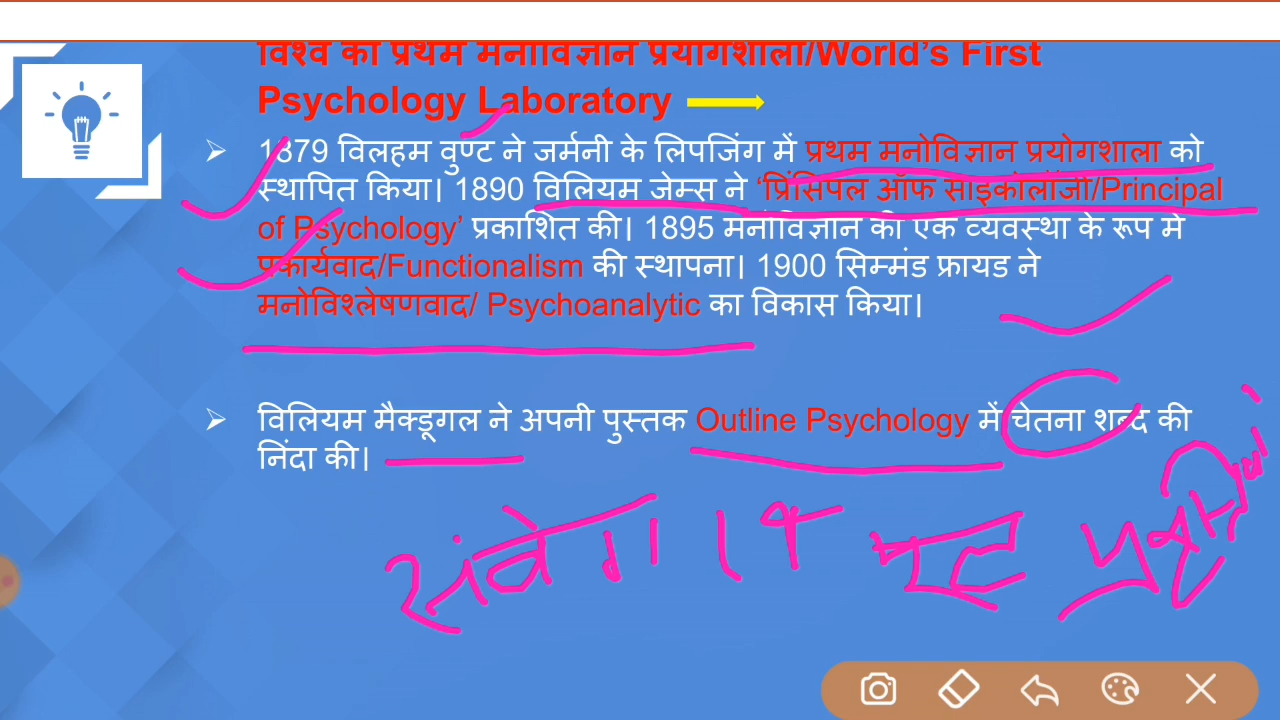 विश्व की प्रथम मनोविज्ञान प्रयोगशाला/World's First
Psychology Laboratory
1879 विलहम वुण्ट ने जर्मनी के लिपजिंग में प्रथम मनोविज्ञान प्रयोगशाला को
स्थापित किया। 1890 विलियम जेम्स ने 'प्रिंसिपल ऑफ साइकोलॉजी/Principal
of Psychology' प्रकाशित की। 1895 मनोविज्ञान की एक व्यवस्था के रूप में
प्रकार्यवाद/Functionalism की स्थापना। 1900 सिम्मंड फ्रायड ने
मनोविश्लेषणवाद/ Psychoanalytic का विकास किया।
विलियम मैक्डूगल ने अपनी पुस्तक Outline Psychology में चेतना शब्द की
निंदा की।
संवेग 14